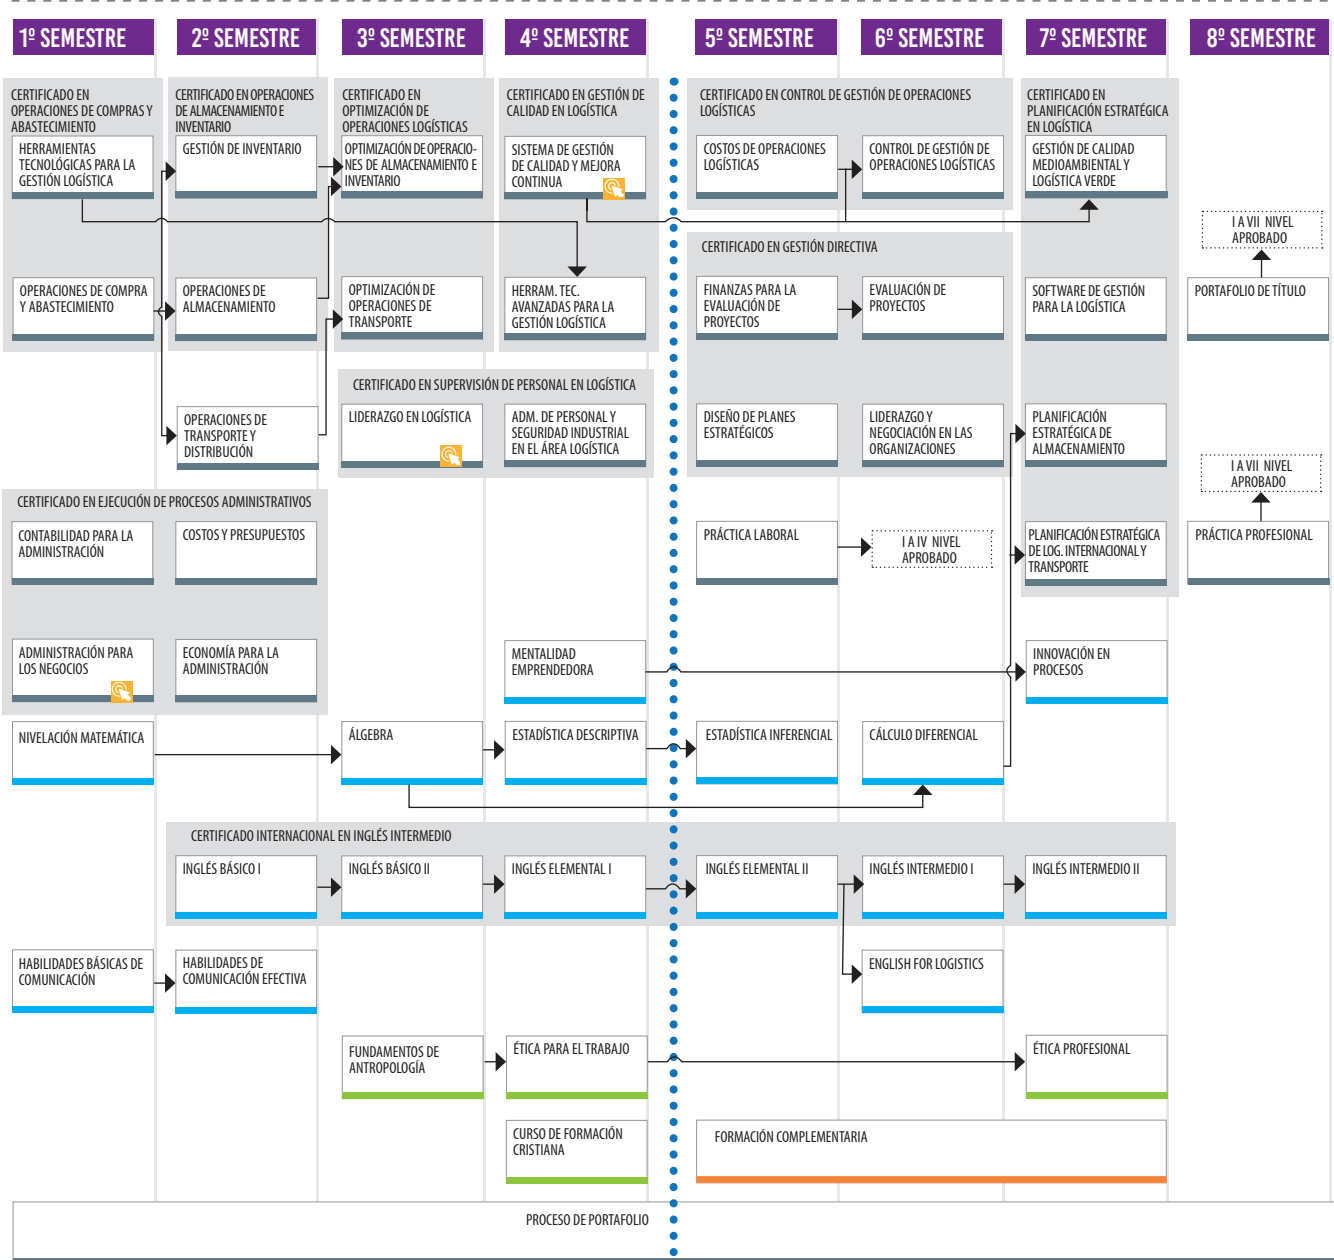 1º SEMESTRE
2º SEMESTRE
3º SEMESTRE
4º SEMESTRE
5º SEMESTRE
6º SEMESTRE
7º SEMESTRE
8º SEMESTRE
CERTIFICADO EN
OPERACIONES DE COMPRAS Y
ABASTECIMIENTO
CERTIFICADO EN OPERACIONES
DE ALMACENAMIENTO E
INVENTARIO
CERTIFICADO EN
OPTIMIZACIÓN DE
OPERACIONES LOGÍSTICAS
CERTIFICADO EN GESTIÓN DE
CALIDAD EN LOGÍSTICA
CERTIFICADO EN CONTROL DE GESTIÓN DE OPERACIONES
LOGÍSTICAS
CERTIFICADO EN
PLANIFICACIÓN ESTRATÉGICA
EN LOGÍSTICA
HERRAMIENTAS
TECNOLÓGICAS PARA LA
GESTIÓN LOGÍSTICA
GESTIÓN DE INVENTARIO
OPTIMIZACIÓN DE OPERACIO-
NES DE ALMACENAMIENTO E
INVENTARIO
SISTEMA DE GESTIÓN
DE CALIDAD Y MEJORA
CONTINUA
COSTOS DE OPERACIONES
LOGÍSTICAS
CONTROL DE GESTIÓN DE
OPERACIONES LOGÍSTICAS
GESTIÓN DE CALIDAD
MEDIOAMBIENTAL Y
LOGÍSTICA VERDE
I A VII NIVEL
APROBADO
CERTIFICADO EN GESTIÓN DIRECTIVA
OPERACIONES DE COMPRA
Y ABASTECIMIENTO
OPERACIONES DE
ALMACENAMIENTO
OPTIMIZACIÓN DE
OPERACIONES DE
TRANSPORTE
HERRAM. TEC.
AVANZADAS PARA LA
GESTIÓN LOGÍSTICA
FINANZAS PARA LA
EVALUACIÓN DE
PROYECTOS
EVALUACIÓN DE
PROYECTOS
SOFTWARE DE GESTIÓN
PARA LA LOGÍSTICA
PORTAFOLIO DE TÍTULO
CERTIFICADO EN SUPERVISIÓN DE PERSONAL EN LOGÍSTICA
OPERACIONES DE
TRANSPORTE Y
DISTRIBUCIÓN
LIDERAZGO EN LOGÍSTICA
ADM. DE PERSONAL Y
SEGURIDAD INDUSTRIAL
EN EL ÁREA LOGÍSTICA
DISEÑO DE PLANES
ESTRATÉGICOS
LIDERAZGO Y
NEGOCIACIÓN EN LAS
ORGANIZACIONES
PLANIFICACIÓN
ESTRATÉGICA DE
ALMACENAMIENTO
I A VII NIVEL
APROBADO
CERTIFICADO EN EJECUCIÓN DE PROCESOS ADMINISTRATIVOS
CONTABILIDAD PARA LA
ADMINISTRACIÓN
COSTOS Y PRESUPUESTOS
PRÁCTICA LABORAL
I A IV NIVEL
APROBADO
PLANIFICACIÓN ESTRATÉGICA
DE LOG. INTERNACIONAL Y
TRANSPORTE
PRÁCTICA PROFESIONAL
ADMINISTRACIÓN PARA
LOS NEGOCIOS
ECONOMÍA PARA LA
ADMINISTRACIÓN
MENTALIDAD
EMPRENDEDORA
INNOVACIÓN EN
PROCESOS
NIVELACIÓN MATEMÁTICA
ÁLGEBRA
ESTADÍSTICA DESCRIPTIVA
ESTADÍSTICA INFERENCIAL
CÁLCULO DIFERENCIAL
CERTIFICADO INTERNACIONAL EN INGLÉS INTERMEDIO
INGLÉS BÁSICO I
INGLÉS BÁSICO II
INGLÉS ELEMENTAL I
INGLÉS ELEMENTAL II
INGLÉS INTERMEDIO I
INGLÉS INTERMEDIO II
HABILIDADES BÁSICAS DE
COMUNICACIÓN
HABILIDADES DE
COMUNICACIÓN EFECTIVA
ENGLISH FOR LOGISTICS
FUNDAMENTOS DE
ANTROPOLOGÍA
ÉTICA PARA EL TRABAJO
ÉTICA PROFESIONAL
CURSO DE FORMACIÓN
CRISTIANA
FORMACIÓN COMPLEMENTARIA
PROCESO DE PORTAFOLIO